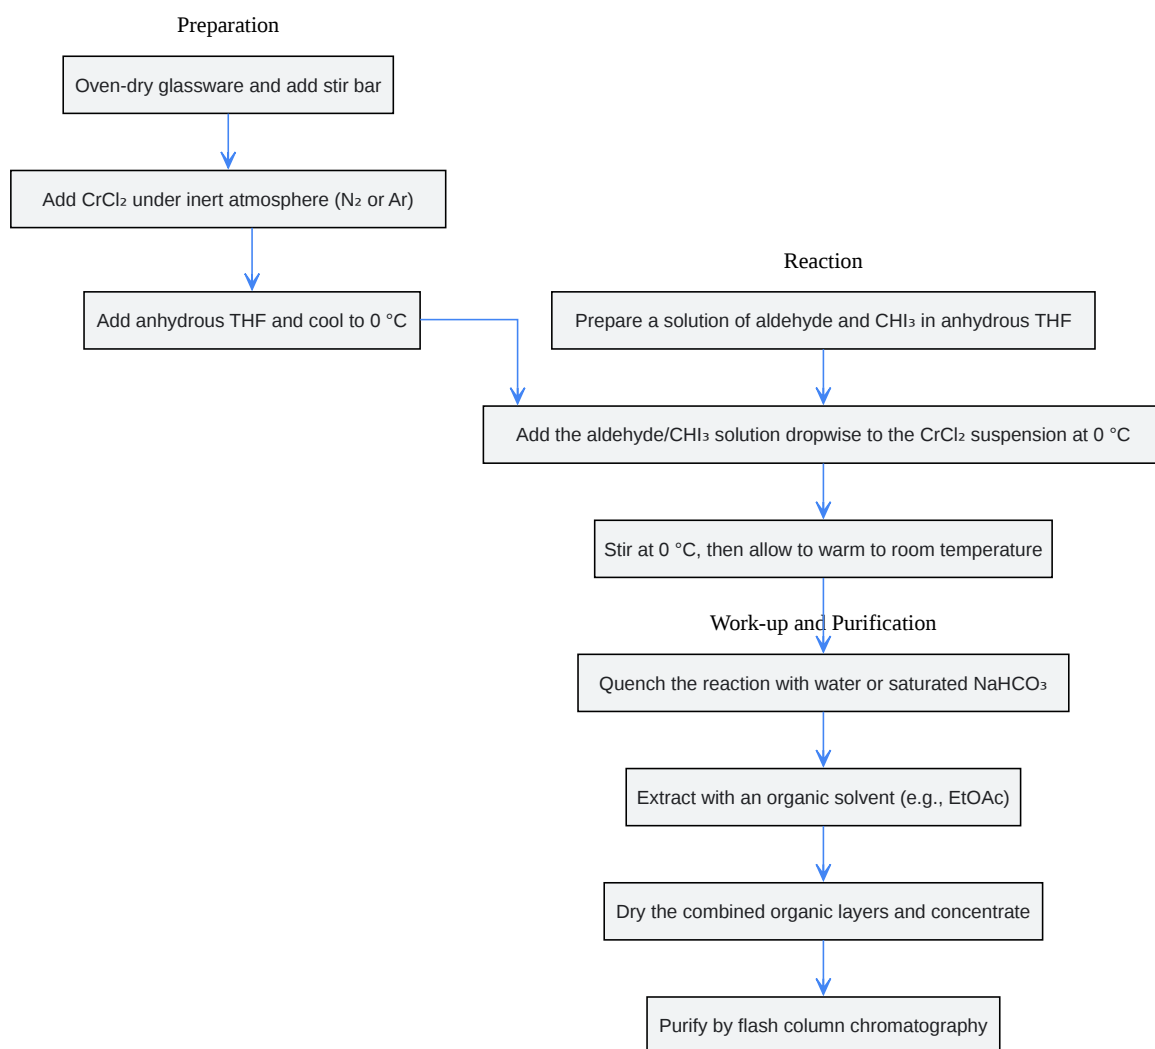 Preparation
Oven-dry glassware and add stir bar
Add CrCl₂ under inert atmosphere (N₂ or Ar)
Add anhydrous THF and cool to 0 °C
Reaction
Prepare a solution of aldehyde and CHI₃ in anhydrous THF
Add the aldehyde/CHI₃ solution dropwise to the CrCl₂ suspension at 0 °C
Stir at 0 °C, then allow to warm to room temperature
Work-up and Purification
Quench the reaction with water or saturated NaHCO₃
Extract with an organic solvent (e.g., EtOAc)
Dry the combined organic layers and concentrate
Purify by flash column chromatography